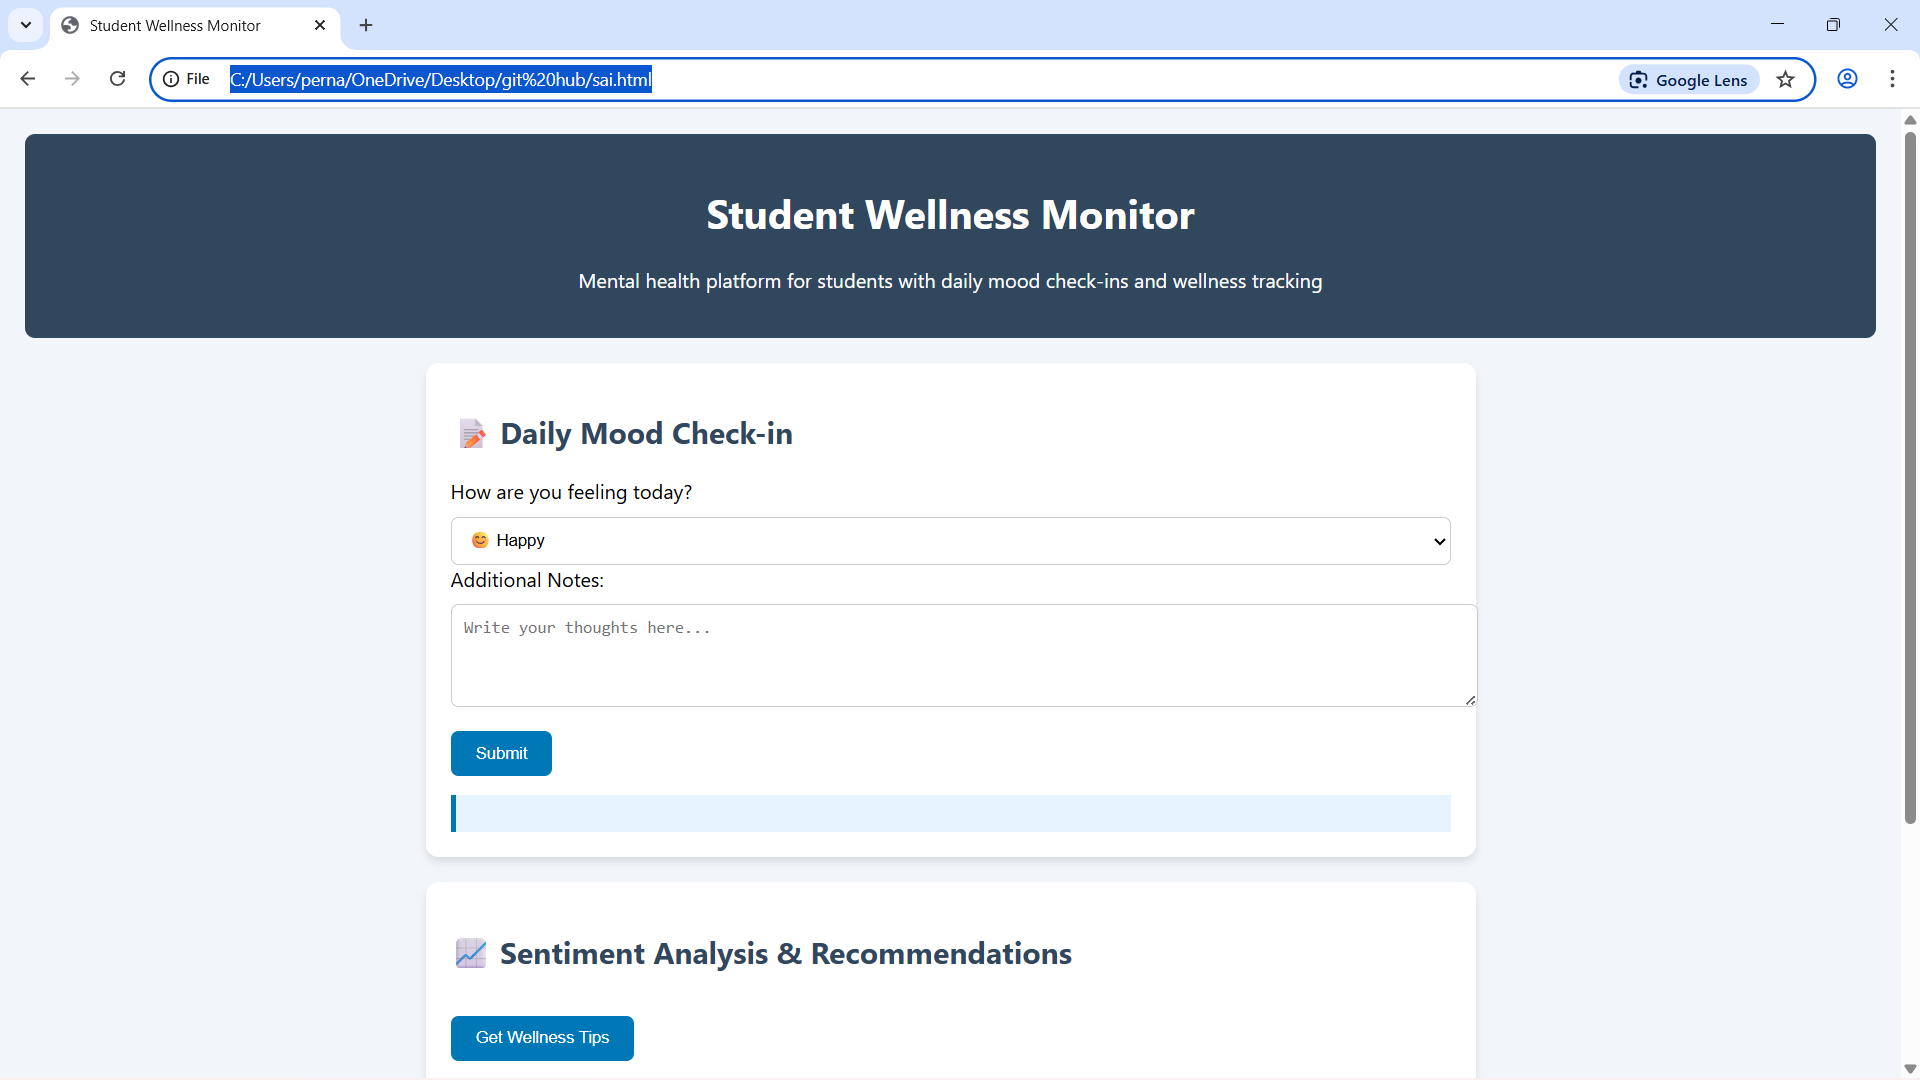 Student Wellness Monitor
File C:/Users/perna/OneDrive/Desktop/git%20hub/sai.html Google Lens
Student Wellness Monitor
Mental health platform for students with daily mood check-ins and wellness tracking
📝 Daily Mood Check-in
How are you feeling today?
😊 Happy
Additional Notes:
Write your thoughts here...
Submit
📈 Sentiment Analysis & Recommendations
Get Wellness Tips